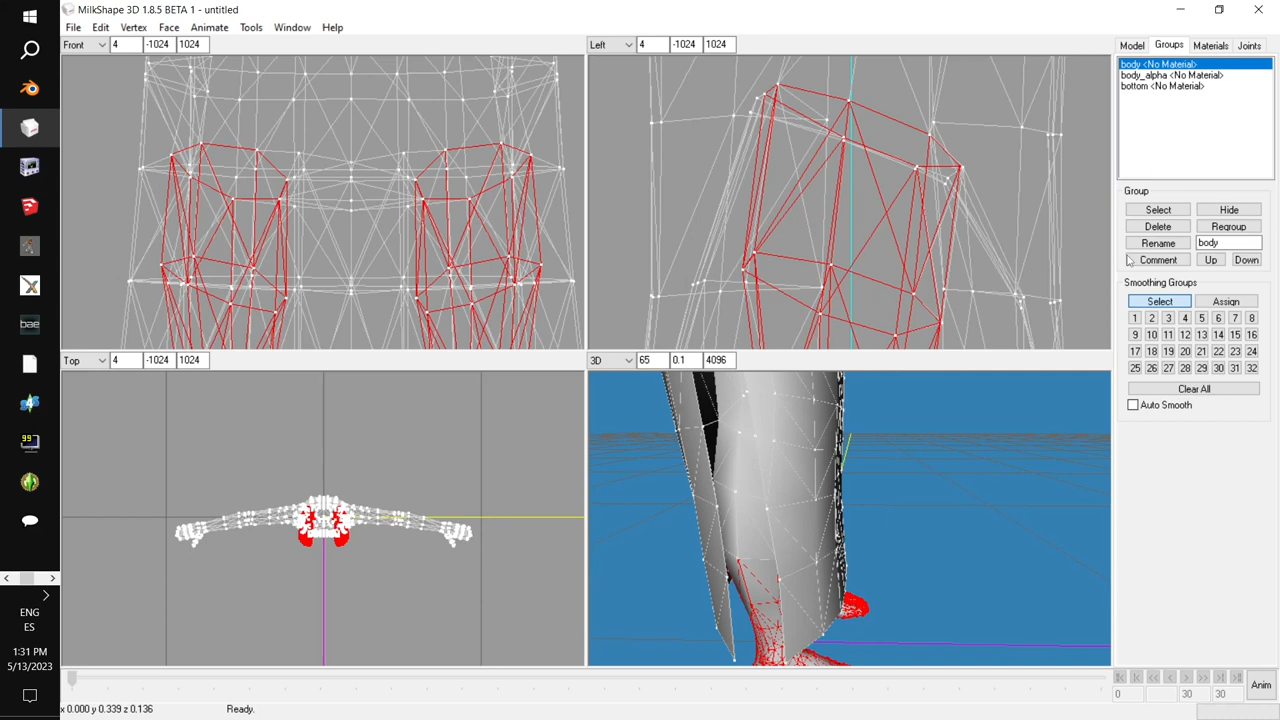 MilkShape 3D 1.8.5 BETA 1 - untitled
File Edit Vertex Face Animate Tools Window Help
Front 4 -1024 1024
Left 4 -1024 1024
Model Groups Materials Joints
body <No Material>
body_alpha <No Material>
bottom <No Material>
Group
Select Hide
Delete Regroup
Rename body
Comment Up Down
Smoothing Groups
Select Assign
1 2 3 4 5 6 7 8
9 10 11 12 13 14 15 16
17 18 19 20 21 22 23 24
25 26 27 28 29 30 31 32
Clear All
Auto Smooth
Top 4 -1024 1024
3D 65 0.1 4096
bae
99
ENG
ES
1:31 PM
5/13/2023
0 30 30
Anim
x 0.000 y 0.339 z 0.136 Ready.